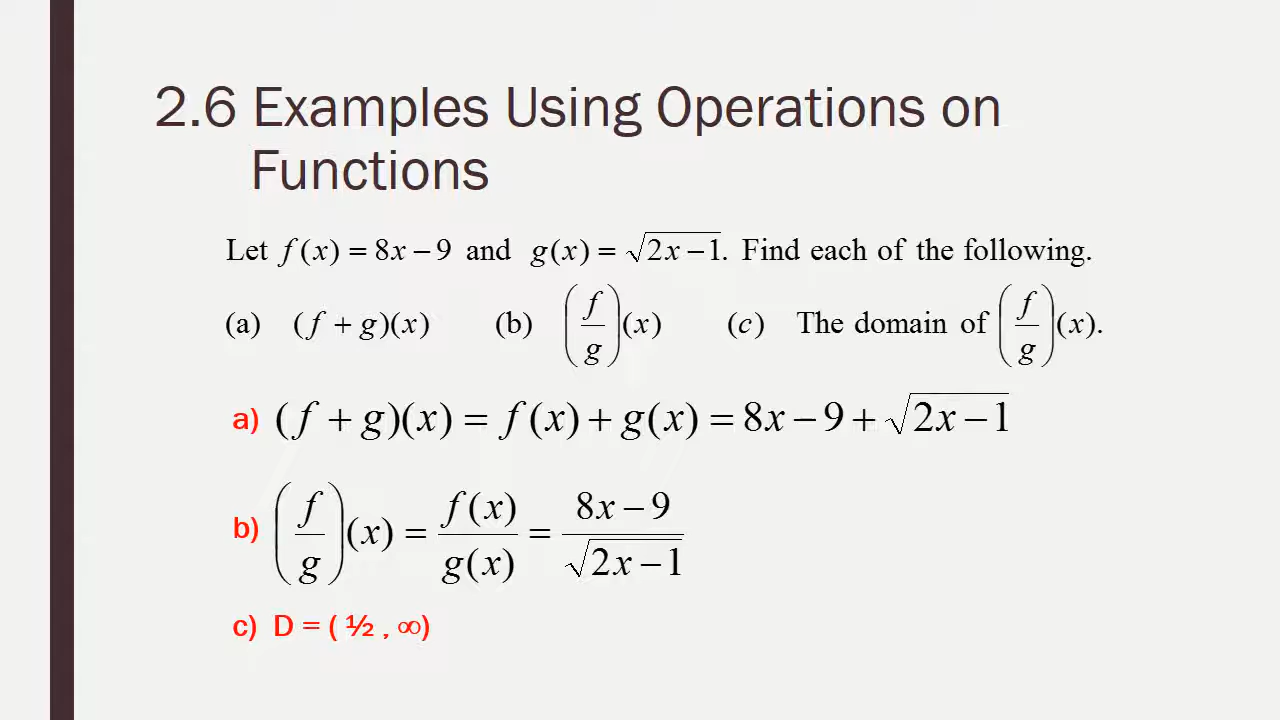 2.6 Examples Using Operations on
Functions
Let f(x) = 8x − 9 and g(x) = √(2x − 1). Find each of the following.
(a) (f + g)(x) (b) (f/g)(x) (c) The domain of (f/g)(x).
a) (f + g)(x) = f(x) + g(x) = 8x − 9 + √(2x − 1)
b) (f/g)(x) = f(x)/g(x) = (8x − 9)/√(2x − 1)
c) D = ( ½ , ∞)